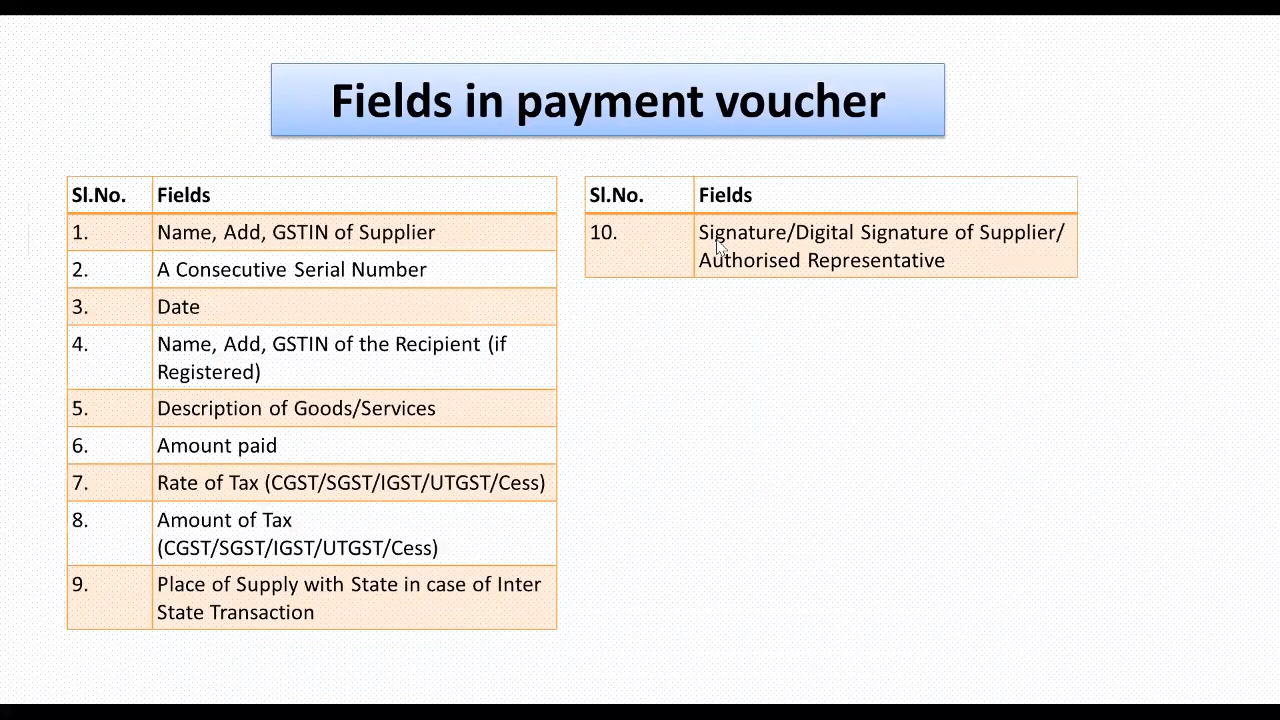 Fields in payment voucher
Sl.No. Fields
1. Name, Add, GSTIN of Supplier
2. A Consecutive Serial Number
3. Date
4. Name, Add, GSTIN of the Recipient (if
Registered)
5. Description of Goods/Services
6. Amount paid
7. Rate of Tax (CGST/SGST/IGST/UTGST/Cess)
8. Amount of Tax
(CGST/SGST/IGST/UTGST/Cess)
9. Place of Supply with State in case of Inter
State Transaction
Sl.No. Fields
10. Signature/Digital Signature of Supplier/
Authorised Representative